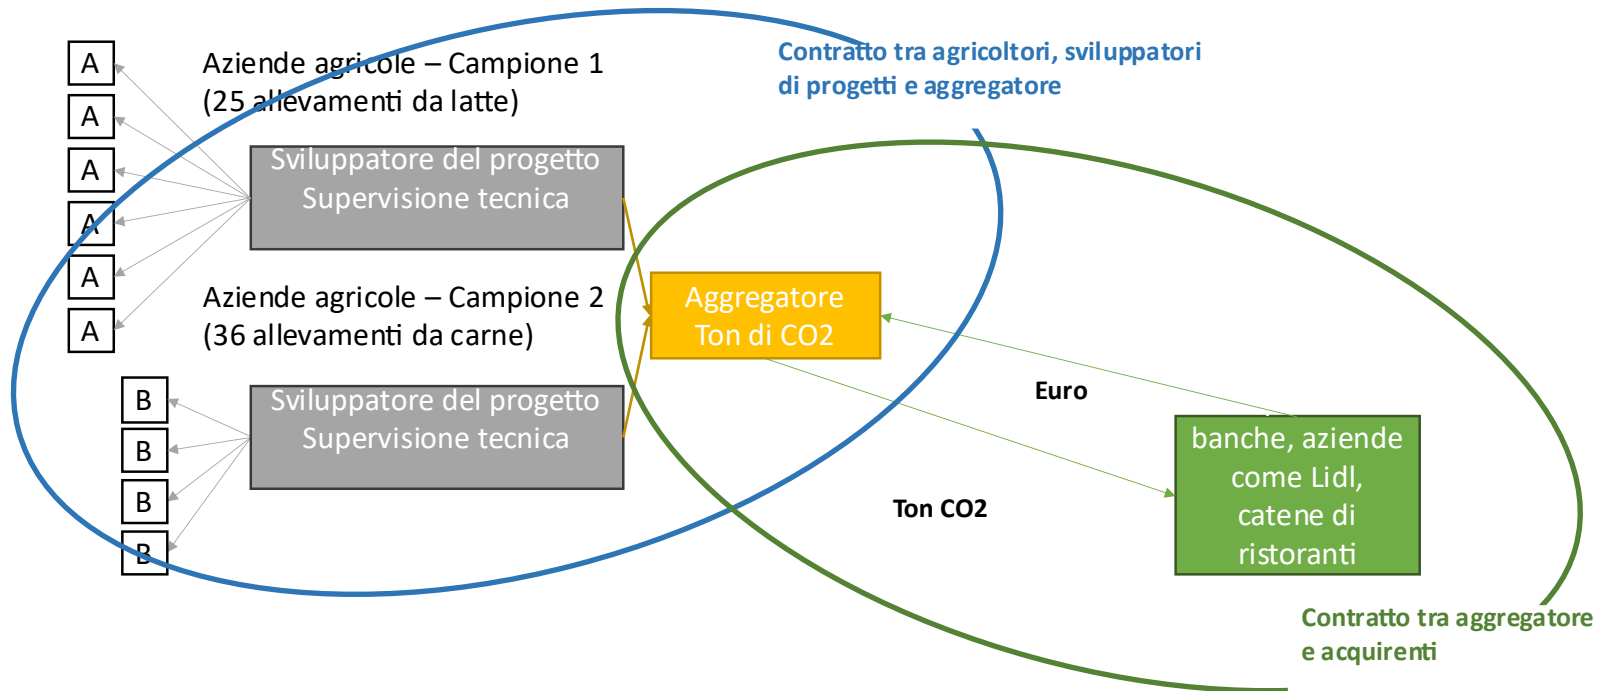 A
A
A
A
A
A
Aziende agricole – Campione 1
(25 allevamenti da latte)
Contratto tra agricoltori, sviluppatori
di progetti e aggregatore
Sviluppatore del progetto
Supervisione tecnica
Aziende agricole – Campione 2
(36 allevamenti da carne)
Aggregatore
Ton di CO2
B
B
B
B
Sviluppatore del progetto
Supervisione tecnica
Euro
Ton CO2
banche, aziende
come Lidl,
catene di
ristoranti
Contratto tra aggregatore
e acquirenti